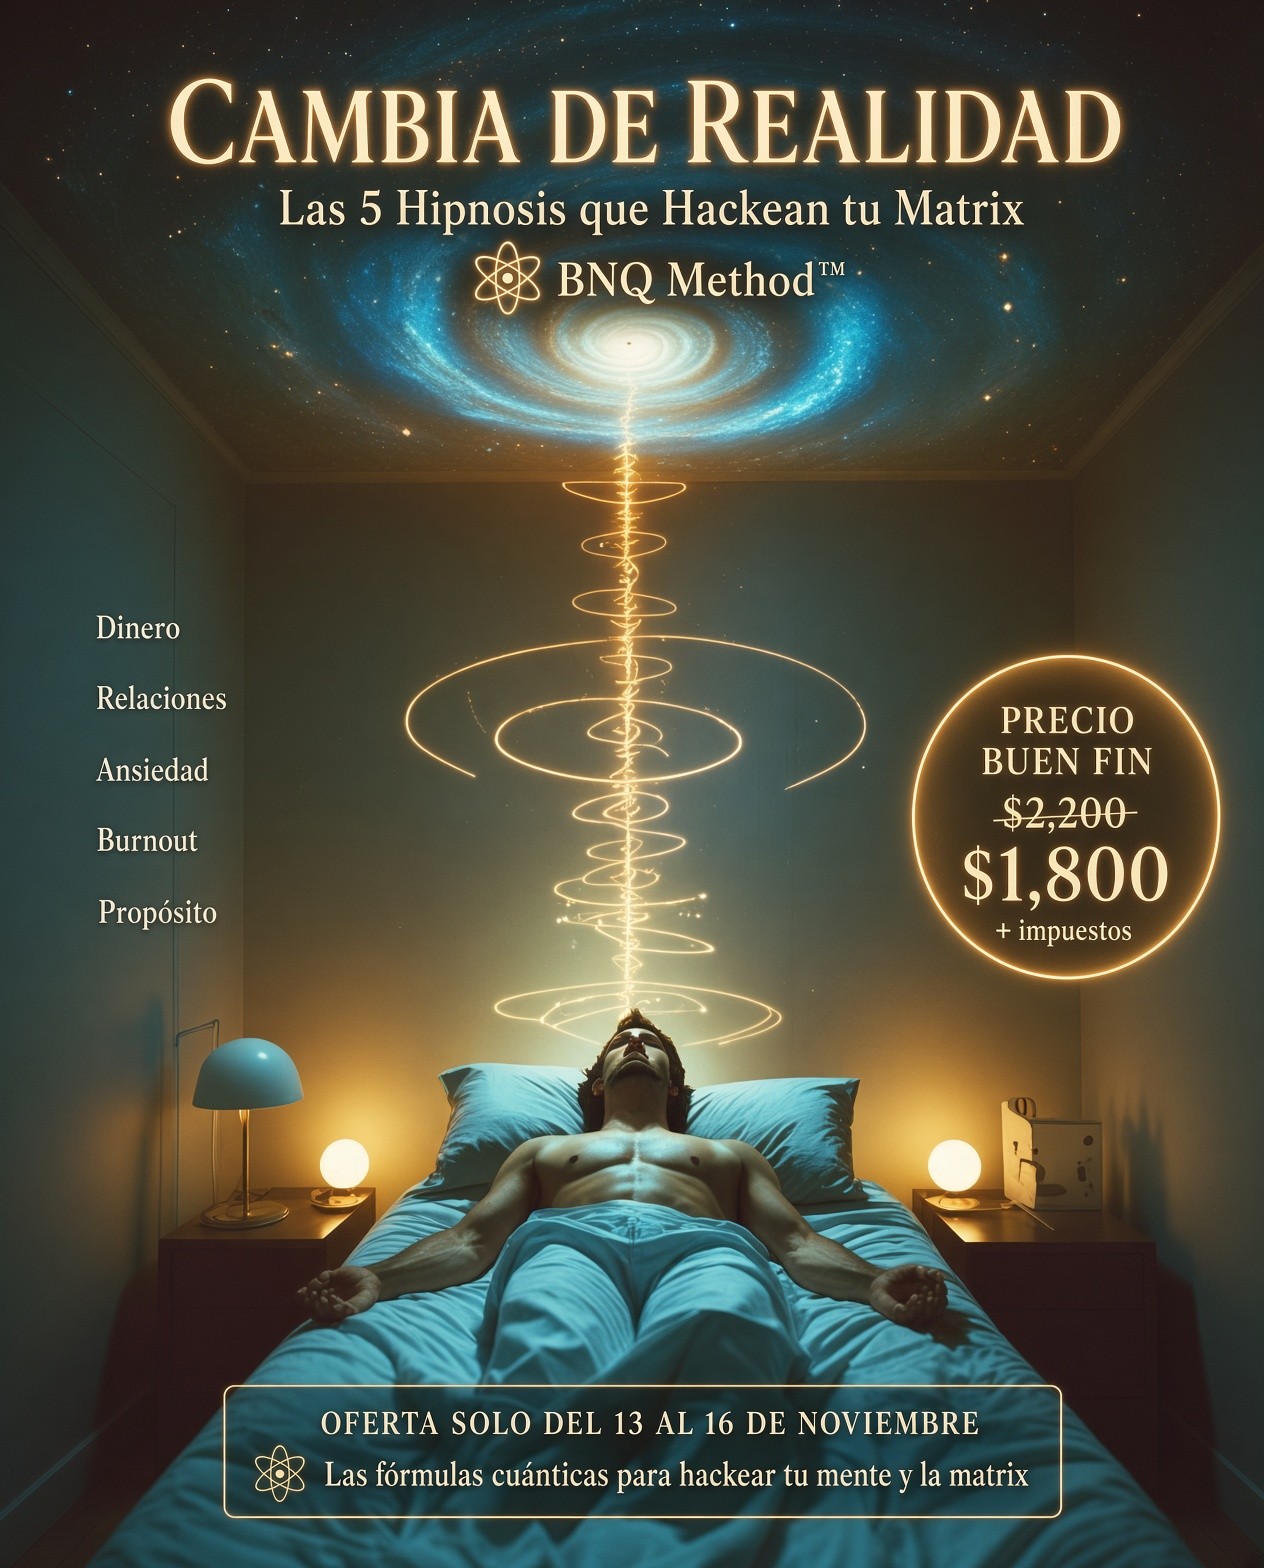 CAMBIA DE REALIDAD
Las 5 Hipnosis que Hackean tu Matrix
BNQ Method™
Dinero
Relaciones
Ansiedad
Burnout
Propósito
PRECIO
BUEN FIN
$2,200
$1,800
+ impuestos
OFERTA SOLO DEL 13 AL 16 DE NOVIEMBRE
Las fórmulas cuánticas para hackear tu mente y la matrix